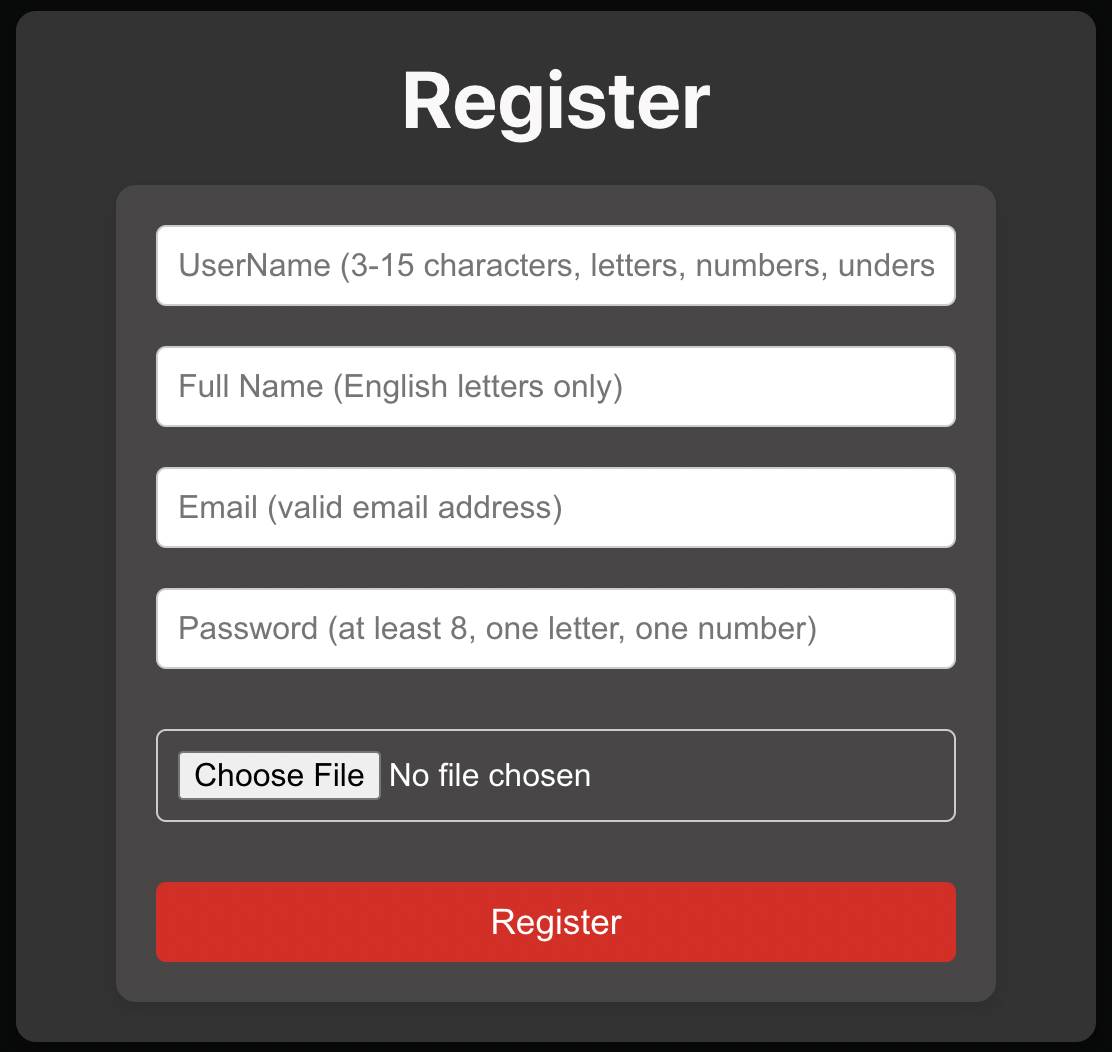 Register
UserName (3-15 characters, letters, numbers, unders
Full Name (English letters only)
Email (valid email address)
Password (at least 8, one letter, one number)
Choose File No file chosen
Register